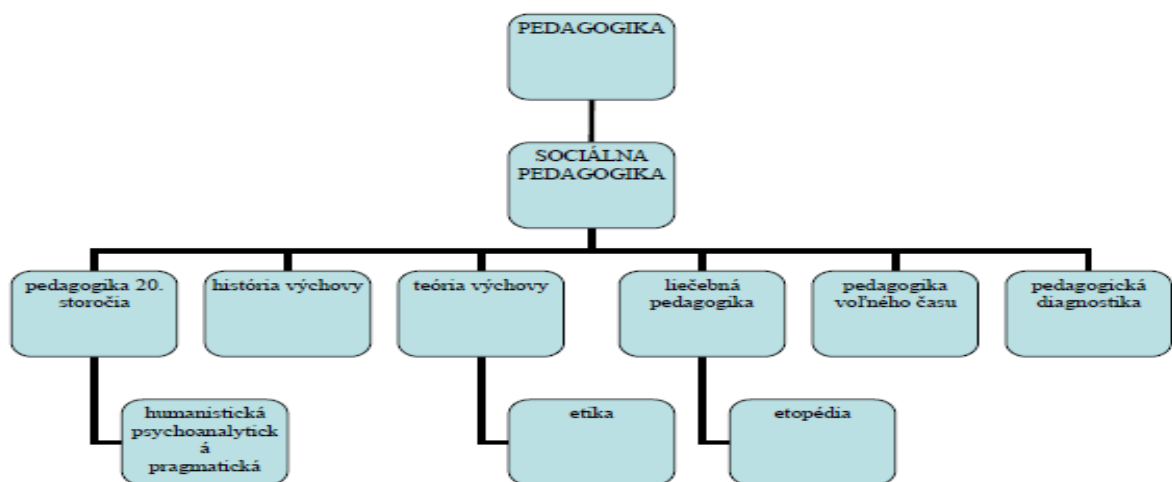 PEDAGOGIKA
SOCIÁLNA
PEDAGOGIKA
pedagogika 20.
storočia
história výchovy
teória výchovy
liečebná
pedagogika
pedagogika
voľného času
pedagogická
diagnostika
humanistická
psychoanalytick
á
pragmatická
etika
etopédia